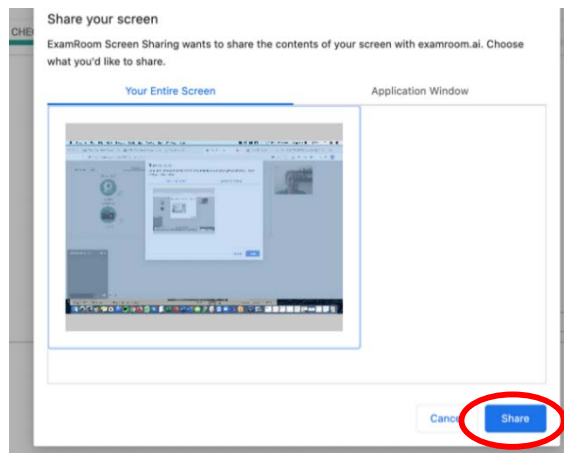 Share your screen
CHE
ExamRoom Screen Sharing wants to share the contents of your screen with examroom.ai. Choose
what you'd like to share.
Your Entire Screen
Application Window
Cance
Share